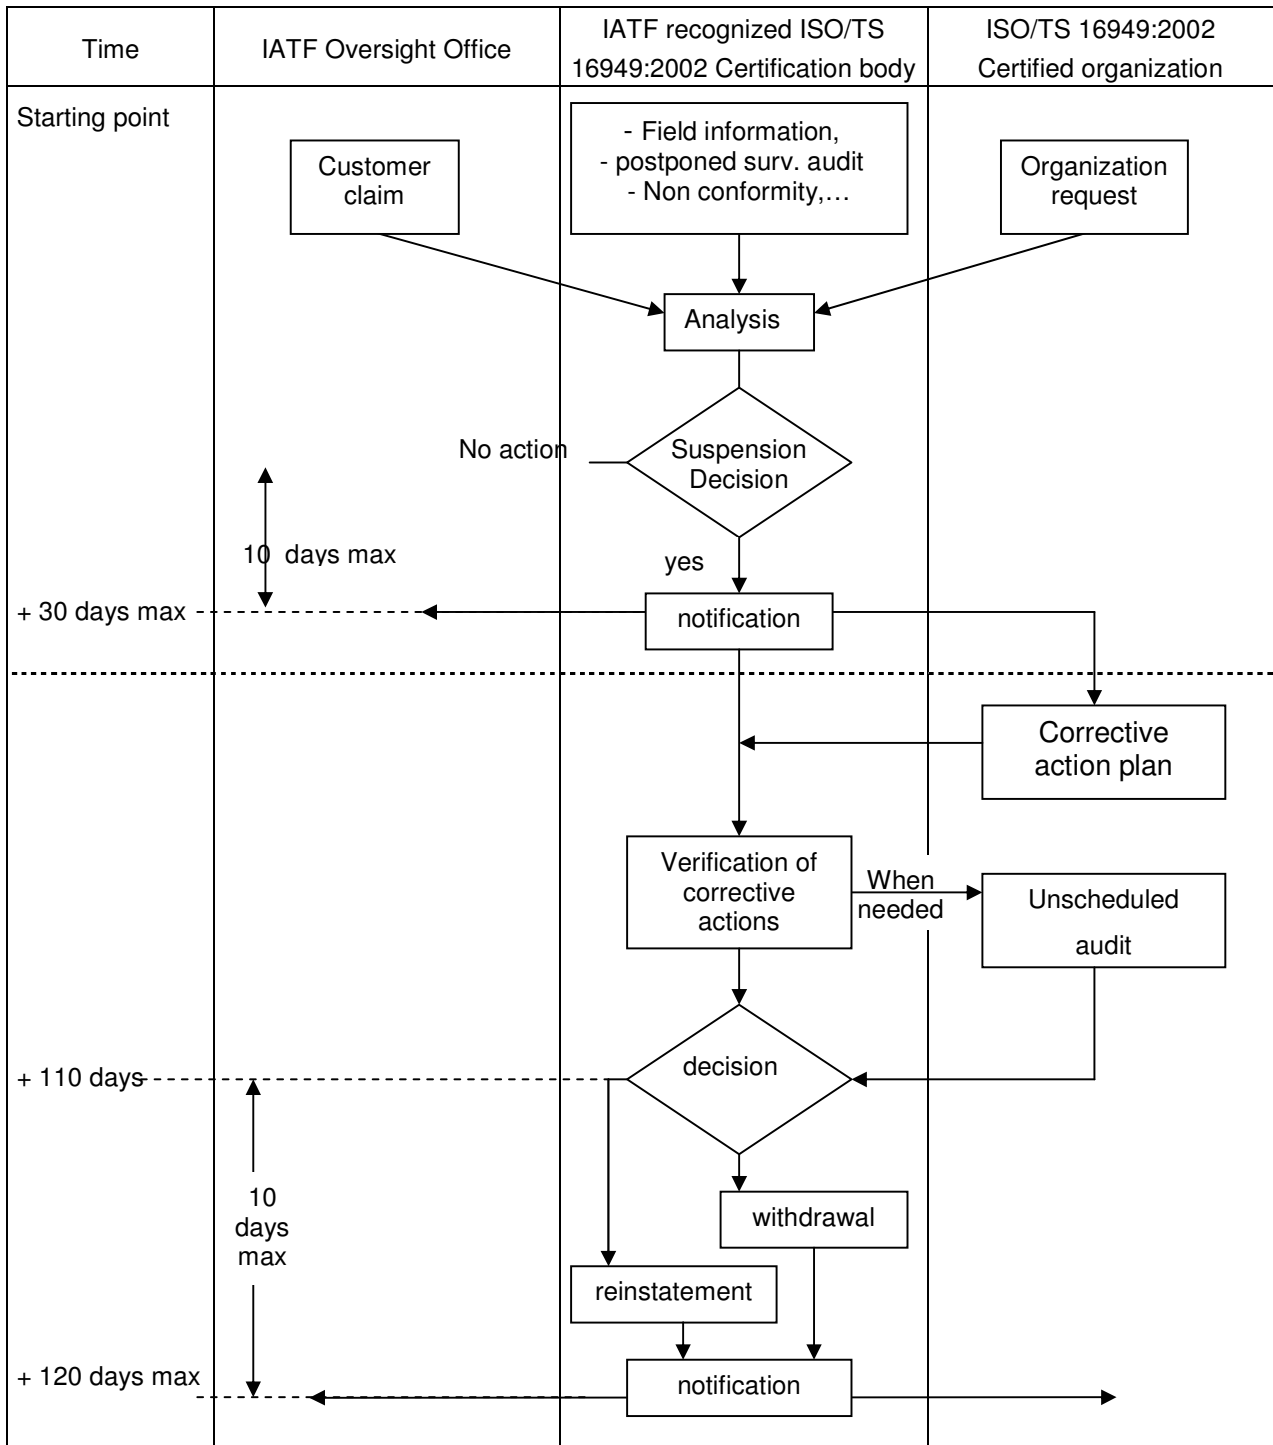 Time
IATF Oversight Office
IATF recognized ISO/TS
16949:2002 Certification body
ISO/TS 16949:2002
Certified organization
Starting point
Customer
claim
- Field information,
- postponed surv. audit
- Non conformity,...
Organization
request
Analysis
No action
Suspension
Decision
10 days max
yes
+ 30 days max
notification
Corrective
action plan
Verification of
corrective
actions
When
needed
Unscheduled
audit
+ 110 days
decision
10
days
max
withdrawal
reinstatement
+ 120 days max
notification